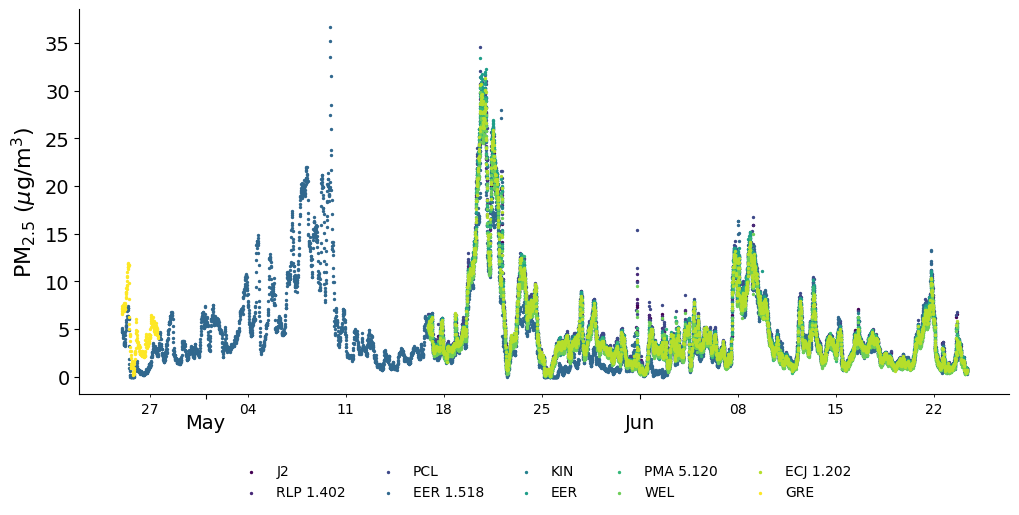 PM2.5 (μg/m3)
35
30
25
20
15
10
5
0
27 04 11 18 25 08 15 22
May Jun
J2 PCL KIN PMA 5.120 ECJ 1.202
RLP 1.402 EER 1.518 EER WEL GRE